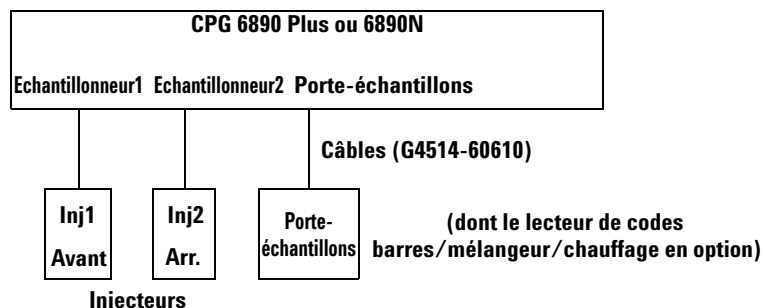 CPG 6890 Plus ou 6890N
Echantillonneur1 Echantillonneur2 Porte-échantillons
Câbles (G4514-60610)
Inj1
Avant
Inj2
Arr.
Porte-
échantillons
(dont le lecteur de codes
barres/mélangeur/chauffage en option)
Injecteurs